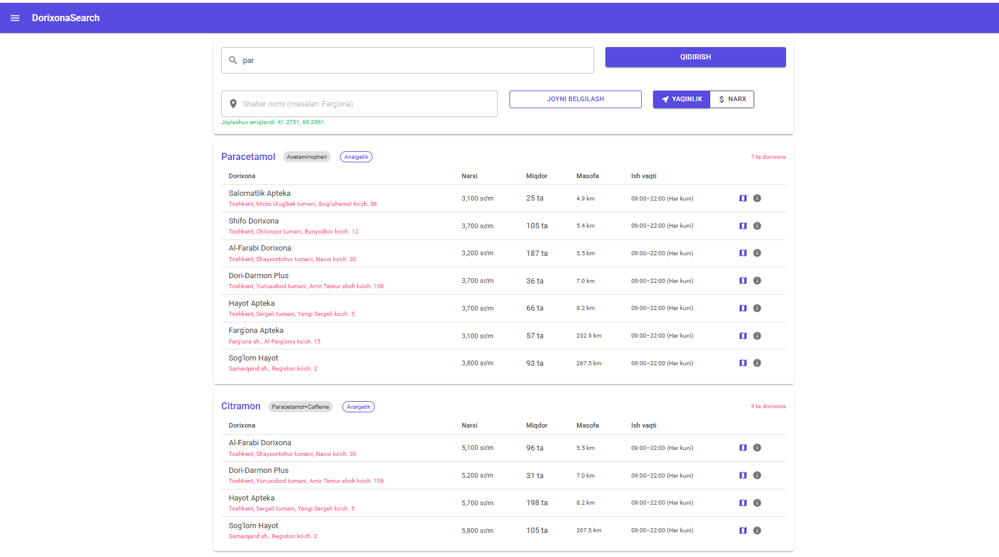 DorixonaSearch
par
QIDIRISH
Shahar nomi (masalan: Farg'ona)
JOYNI BELGILASH
YAQINLIK
$ NARX
Joylashuv aniqlandi: 41.2751, 69.2961
Paracetamol Acetaminophen Analgetik 7 ta dorixona
Dorixona Narxi Miqdor Masofa Ish vaqti
Salomatlik Apteka
Toshkent, Mirzo Ulug'bek tumani, Bog'ishamol ko'ch. 56
3,100 so'm 25 ta 4.9 km 09:00–22:00 (Har kuni)
Shifo Dorixona
Toshkent, Chilonzor tumani, Bunyodkor ko'ch. 12
3,700 so'm 105 ta 5.4 km 09:00–22:00 (Har kuni)
Al-Farabi Dorixona
Toshkent, Shayxontohur tumani, Navoi ko'ch. 30
3,200 so'm 187 ta 5.5 km 09:00–22:00 (Har kuni)
Dori-Darmon Plus
Toshkent, Yunusobod tumani, Amir Temur shoh ko'ch. 108
3,700 so'm 36 ta 7.0 km 09:00–22:00 (Har kuni)
Hayot Apteka
Toshkent, Sergeli tumani, Yangi Sergeli ko'ch. 5
3,700 so'm 66 ta 8.2 km 09:00–22:00 (Har kuni)
Farg'ona Apteka
Farg'ona sh., Al-Farg'oniy ko'ch. 15
3,100 so'm 57 ta 232.9 km 09:00–22:00 (Har kuni)
Sog'lom Hayot
Samarqand sh., Registon ko'ch. 2
3,800 so'm 93 ta 267.5 km 09:00–22:00 (Har kuni)
Citramon Paracetamol+Caffeine Analgetik 4 ta dorixona
Dorixona Narxi Miqdor Masofa Ish vaqti
Al-Farabi Dorixona
Toshkent, Shayxontohur tumani, Navoi ko'ch. 30
5,100 so'm 96 ta 5.5 km 09:00–22:00 (Har kuni)
Dori-Darmon Plus
Toshkent, Yunusobod tumani, Amir Temur shoh ko'ch. 108
5,200 so'm 31 ta 7.0 km 09:00–22:00 (Har kuni)
Hayot Apteka
Toshkent, Sergeli tumani, Yangi Sergeli ko'ch. 5
5,700 so'm 198 ta 8.2 km 09:00–22:00 (Har kuni)
Sog'lom Hayot
Samarqand sh., Registon ko'ch. 2
5,800 so'm 105 ta 267.5 km 09:00–22:00 (Har kuni)